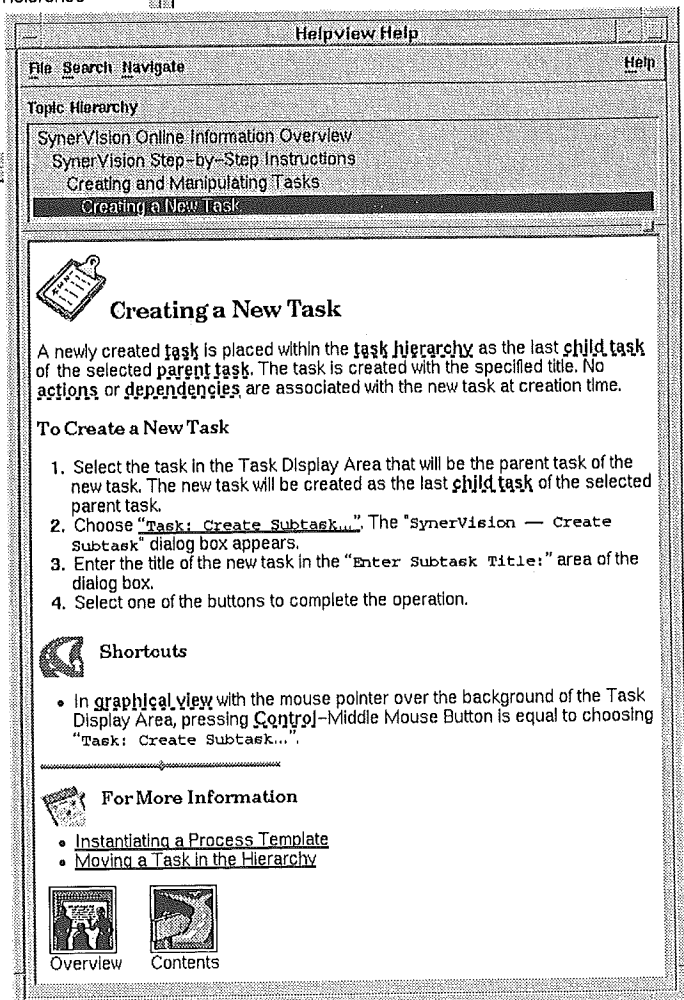 Helpview Help
File Search Navigate Help
Topic Hierarchy
SynerVision Online Information Overview
SynerVision Step-by-Step Instructions
Creating and Manipulating Tasks
Creating a New Task
Creating a New Task
A newly created task is placed within the task hierarchy as the last child task
of the selected parent task. The task is created with the specified title. No
actions or dependencies are associated with the new task at creation time.
To Create a New Task
1. Select the task in the Task Display Area that will be the parent task of the
new task. The new task will be created as the last child task of the selected
parent task.
2. Choose "Task: Create Subtask...". The "SynerVision — Create
Subtask" dialog box appears.
3. Enter the title of the new task in the "Enter Subtask Title:" area of the
dialog box.
4. Select one of the buttons to complete the operation.
Shortcuts
• In graphical view with the mouse pointer over the background of the Task
Display Area, pressing Control-Middle Mouse Button is equal to choosing
"Task: Create Subtask...".
For More Information
• Instantiating a Process Template
• Moving a Task in the Hierarchy
Overview Contents